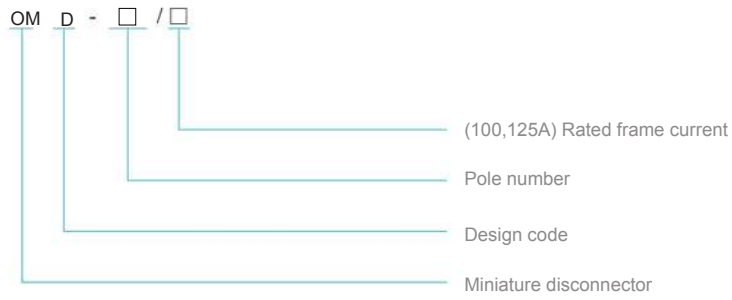 OM D - □ / □
(100,125A) Rated frame current
Pole number
Design code
Miniature disconnector